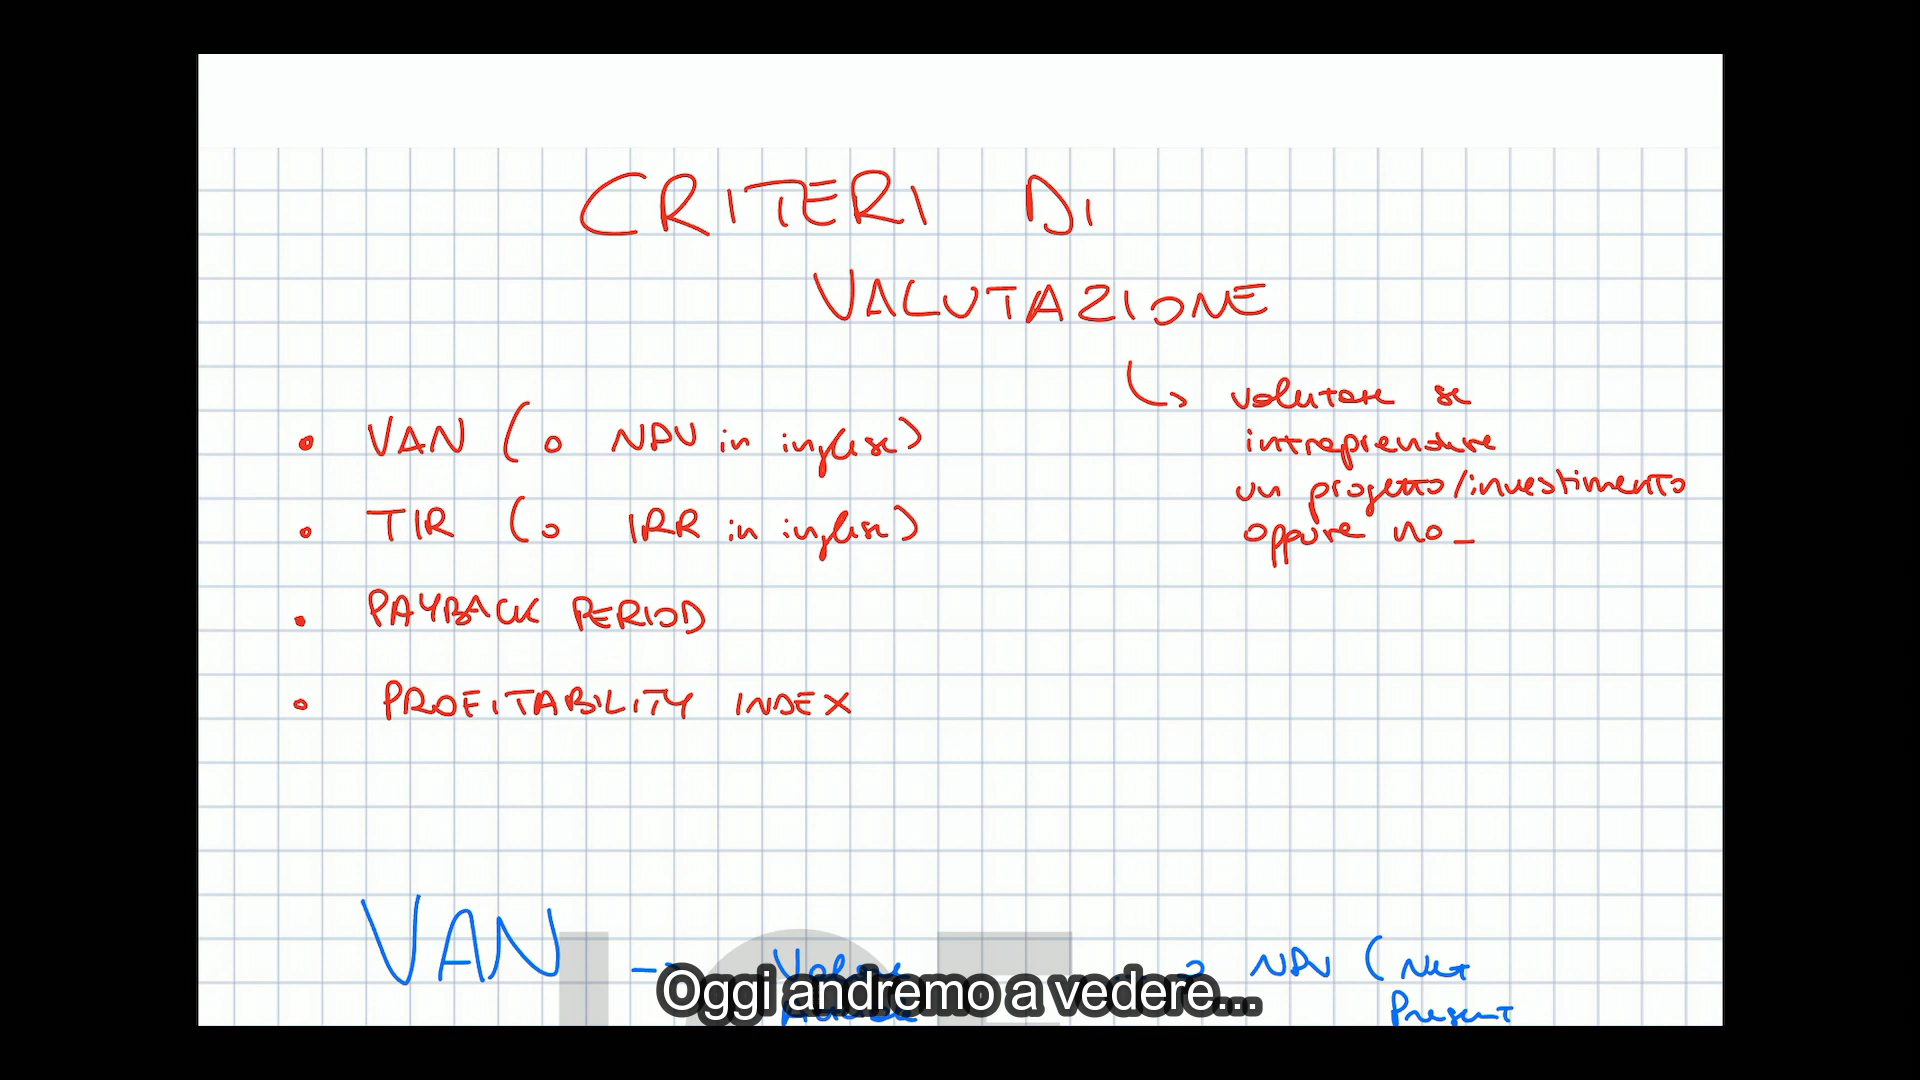 CRITERI DI
VALUTAZIONE
↳ valutare se
intraprendere
un progetto/investimento
oppure no_
• VAN (o NPV in inglese)
• TIR (o IRR in inglese)
• PAYBACK PERIOD
• PROFITABILITY INDEX
VAN → → NPV (Net
Present
Oggi andremo a vedere...